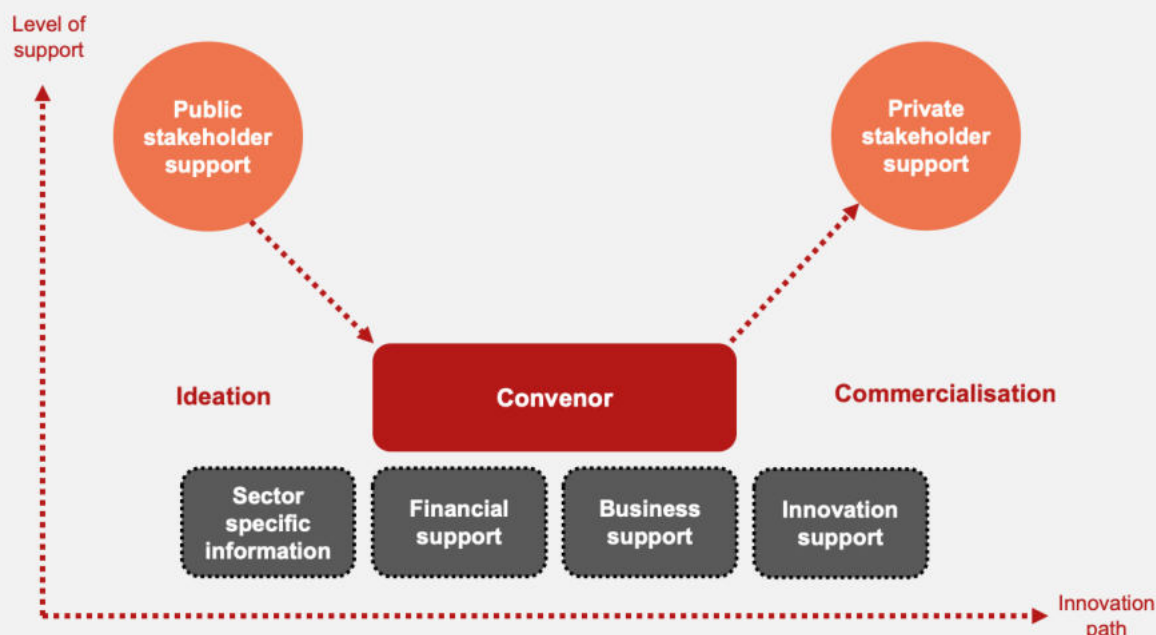 Level of
support
Public
stakeholder
support
Private
stakeholder
support
Ideation
Convenor
Commercialisation
Sector
specific
information
Financial
support
Business
support
Innovation
support
Innovation
path